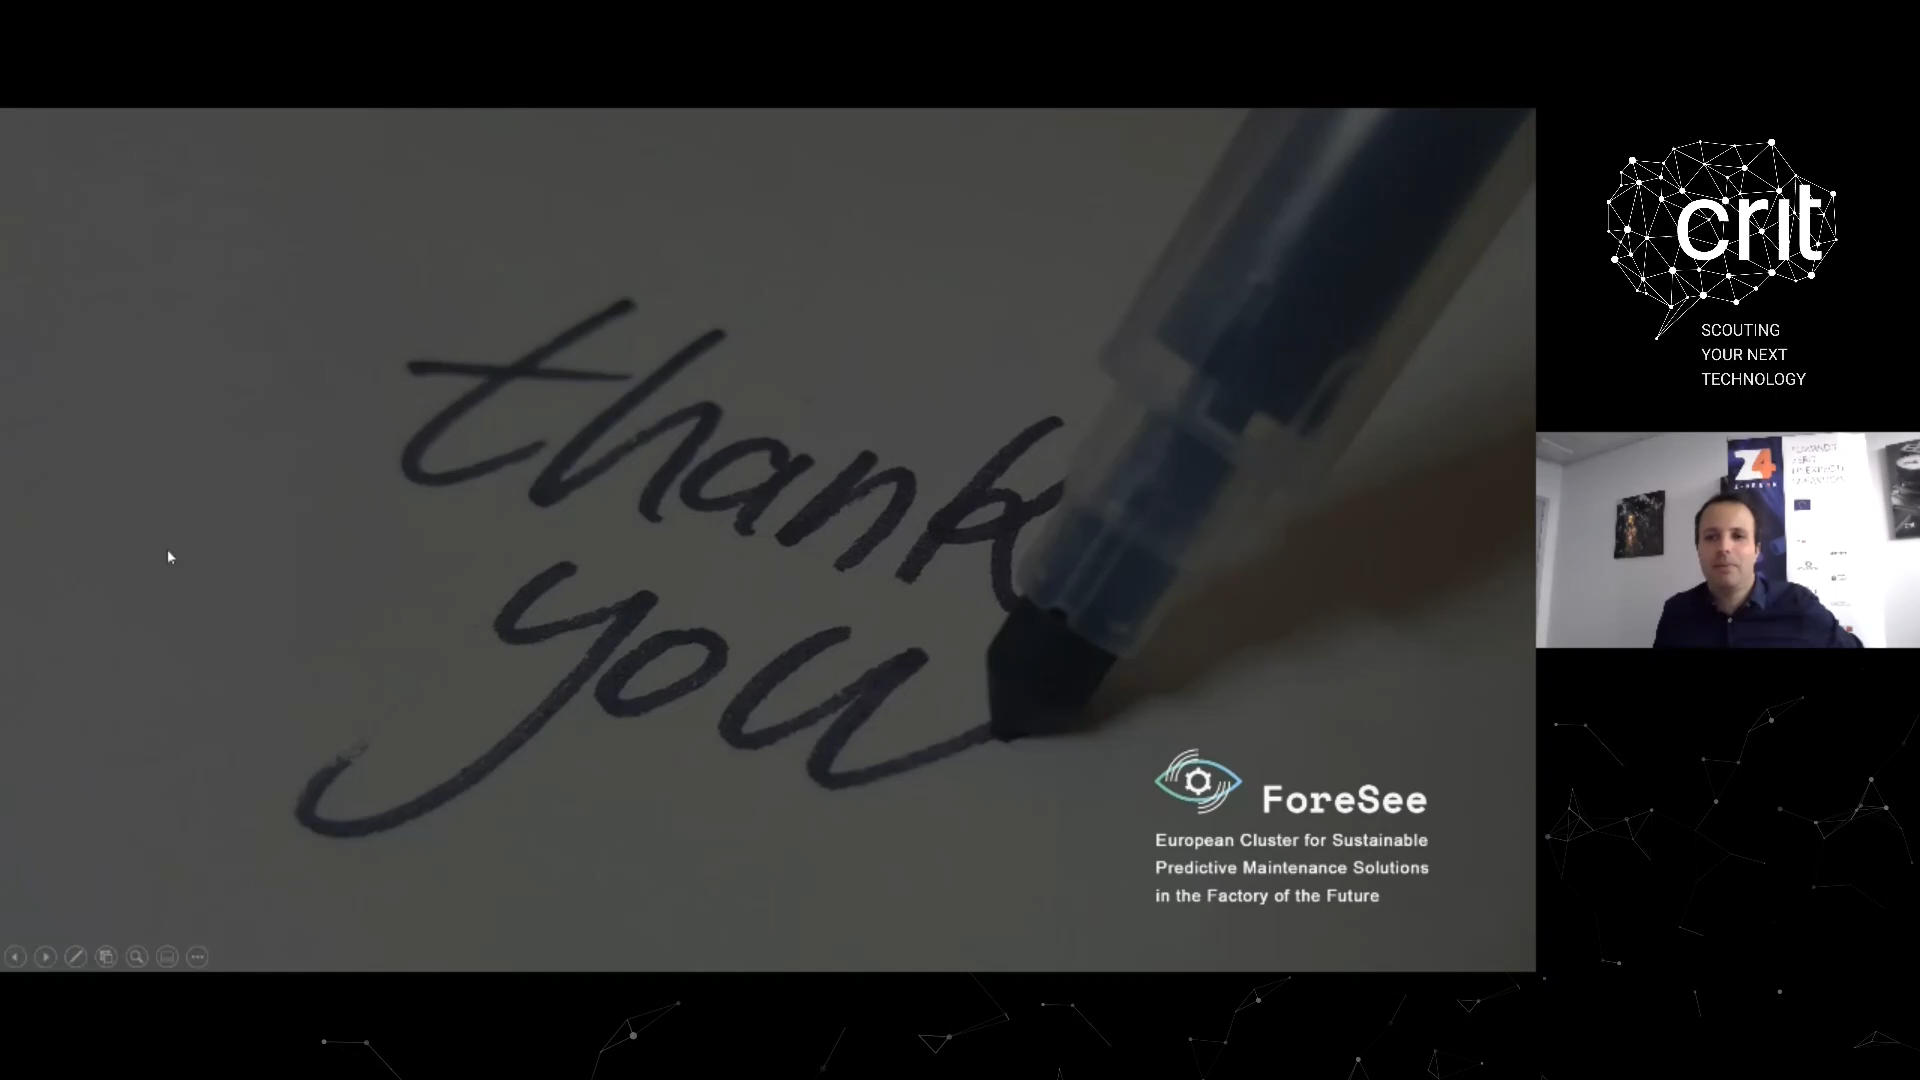 thank
you
ForeSee
European Cluster for Sustainable
Predictive Maintenance Solutions
in the Factory of the Future
crit
SCOUTING
YOUR NEXT
TECHNOLOGY
Z4